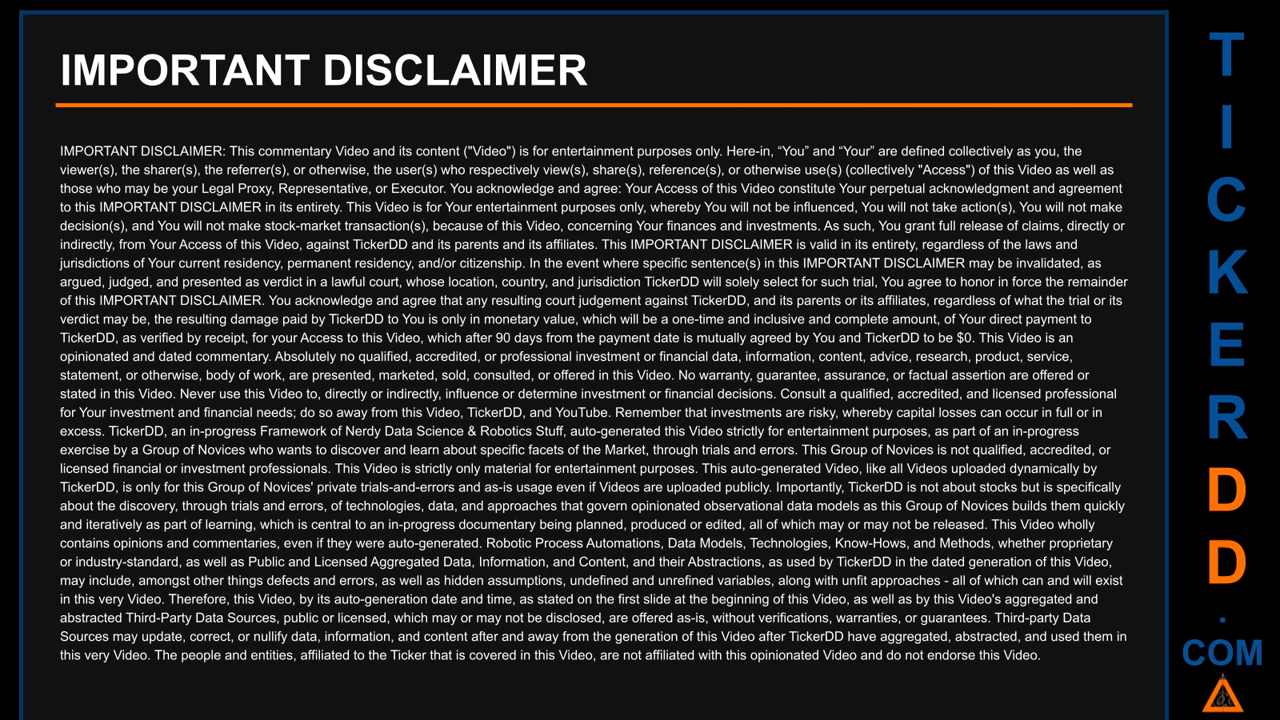 IMPORTANT DISCLAIMER
IMPORTANT DISCLAIMER: This commentary Video and its content ("Video") is for entertainment purposes only. Here-in, “You” and “Your” are defined collectively as you, the
viewer(s), the sharer(s), the referrer(s), or otherwise, the user(s) who respectively view(s), share(s), reference(s), or otherwise use(s) (collectively "Access") of this Video as well as
those who may be your Legal Proxy, Representative, or Executor. You acknowledge and agree: Your Access of this Video constitute Your perpetual acknowledgment and agreement
to this IMPORTANT DISCLAIMER in its entirety. This Video is for Your entertainment purposes only, whereby You will not be influenced, You will not take action(s), You will not make
decision(s), and You will not make stock-market transaction(s), because of this Video, concerning Your finances and investments. As such, You grant full release of claims, directly or
indirectly, from Your Access of this Video, against TickerDD and its parents and its affiliates. This IMPORTANT DISCLAIMER is valid in its entirety, regardless of the laws and
jurisdictions of Your current residency, permanent residency, and/or citizenship. In the event where specific sentence(s) in this IMPORTANT DISCLAIMER may be invalidated, as
argued, judged, and presented as verdict in a lawful court, whose location, country, and jurisdiction TickerDD will solely select for such trial, You agree to honor in force the remainder
of this IMPORTANT DISCLAIMER. You acknowledge and agree that any resulting court judgement against TickerDD, and its parents or its affiliates, regardless of what the trial or its
verdict may be, the resulting damage paid by TickerDD to You is only in monetary value, which will be a one-time and inclusive and complete amount, of Your direct payment to
TickerDD, as verified by receipt, for your Access to this Video, which after 90 days from the payment date is mutually agreed by You and TickerDD to be $0. This Video is an
opinionated and dated commentary. Absolutely no qualified, accredited, or professional investment or financial data, information, content, advice, research, product, service,
statement, or otherwise, body of work, are presented, marketed, sold, consulted, or offered in this Video. No warranty, guarantee, assurance, or factual assertion are offered or
stated in this Video. Never use this Video to, directly or indirectly, influence or determine investment or financial decisions. Consult a qualified, accredited, and licensed professional
for Your investment and financial needs; do so away from this Video, TickerDD, and YouTube. Remember that investments are risky, whereby capital losses can occur in full or in
excess. TickerDD, an in-progress Framework of Nerdy Data Science & Robotics Stuff, auto-generated this Video strictly for entertainment purposes, as part of an in-progress
exercise by a Group of Novices who wants to discover and learn about specific facets of the Market, through trials and errors. This Group of Novices is not qualified, accredited, or
licensed financial or investment professionals. This Video is strictly only material for entertainment purposes. This auto-generated Video, like all Videos uploaded dynamically by
TickerDD, is only for this Group of Novices' private trials-and-errors and as-is usage even if Videos are uploaded publicly. Importantly, TickerDD is not about stocks but is specifically
about the discovery, through trials and errors, of technologies, data, and approaches that govern opinionated observational data models as this Group of Novices builds them quickly
and iteratively as part of learning, which is central to an in-progress documentary being planned, produced or edited, all of which may or may not be released. This Video wholly
contains opinions and commentaries, even if they were auto-generated. Robotic Process Automations, Data Models, Technologies, Know-Hows, and Methods, whether proprietary
or industry-standard, as well as Public and Licensed Aggregated Data, Information, and Content, and their Abstractions, as used by TickerDD in the dated generation of this Video,
may include, amongst other things defects and errors, as well as hidden assumptions, undefined and unrefined variables, along with unfit approaches - all of which can and will exist
in this very Video. Therefore, this Video, by its auto-generation date and time, as stated on the first slide at the beginning of this Video, as well as by this Video's aggregated and
abstracted Third-Party Data Sources, public or licensed, which may or may not be disclosed, are offered as-is, without verifications, warranties, or guarantees. Third-party Data
Sources may update, correct, or nullify data, information, and content after and away from the generation of this Video after TickerDD have aggregated, abstracted, and used them in
this very Video. The people and entities, affiliated to the Ticker that is covered in this Video, are not affiliated with this opinionated Video and do not endorse this Video.
T
I
C
K
E
R
D
D
.
COM